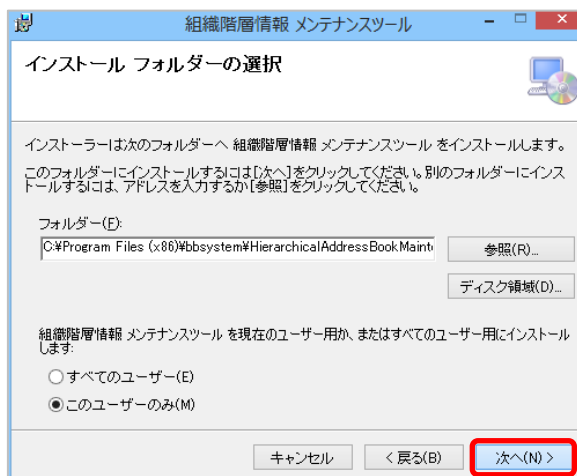 組織階層情報 メンテナンスツール
インストール フォルダーの選択
インストーラーは次のフォルダーへ 組織階層情報 メンテナンスツール をインストールします。
このフォルダーにインストールするには[次へ]をクリックしてください。別のフォルダーにインス
トールするには、アドレスを入力するか[参照]をクリックしてください。
フォルダー(F):
C:¥Program Files (x86)¥bbsystem¥HierarchicalAddressBookMainte
参照(R)...
ディスク領域(D)...
組織階層情報 メンテナンスツール を現在のユーザー用か、またはすべてのユーザー用にインストール
します:
すべてのユーザー(E)
このユーザーのみ(M)
キャンセル
< 戻る(B)
次へ(N) >